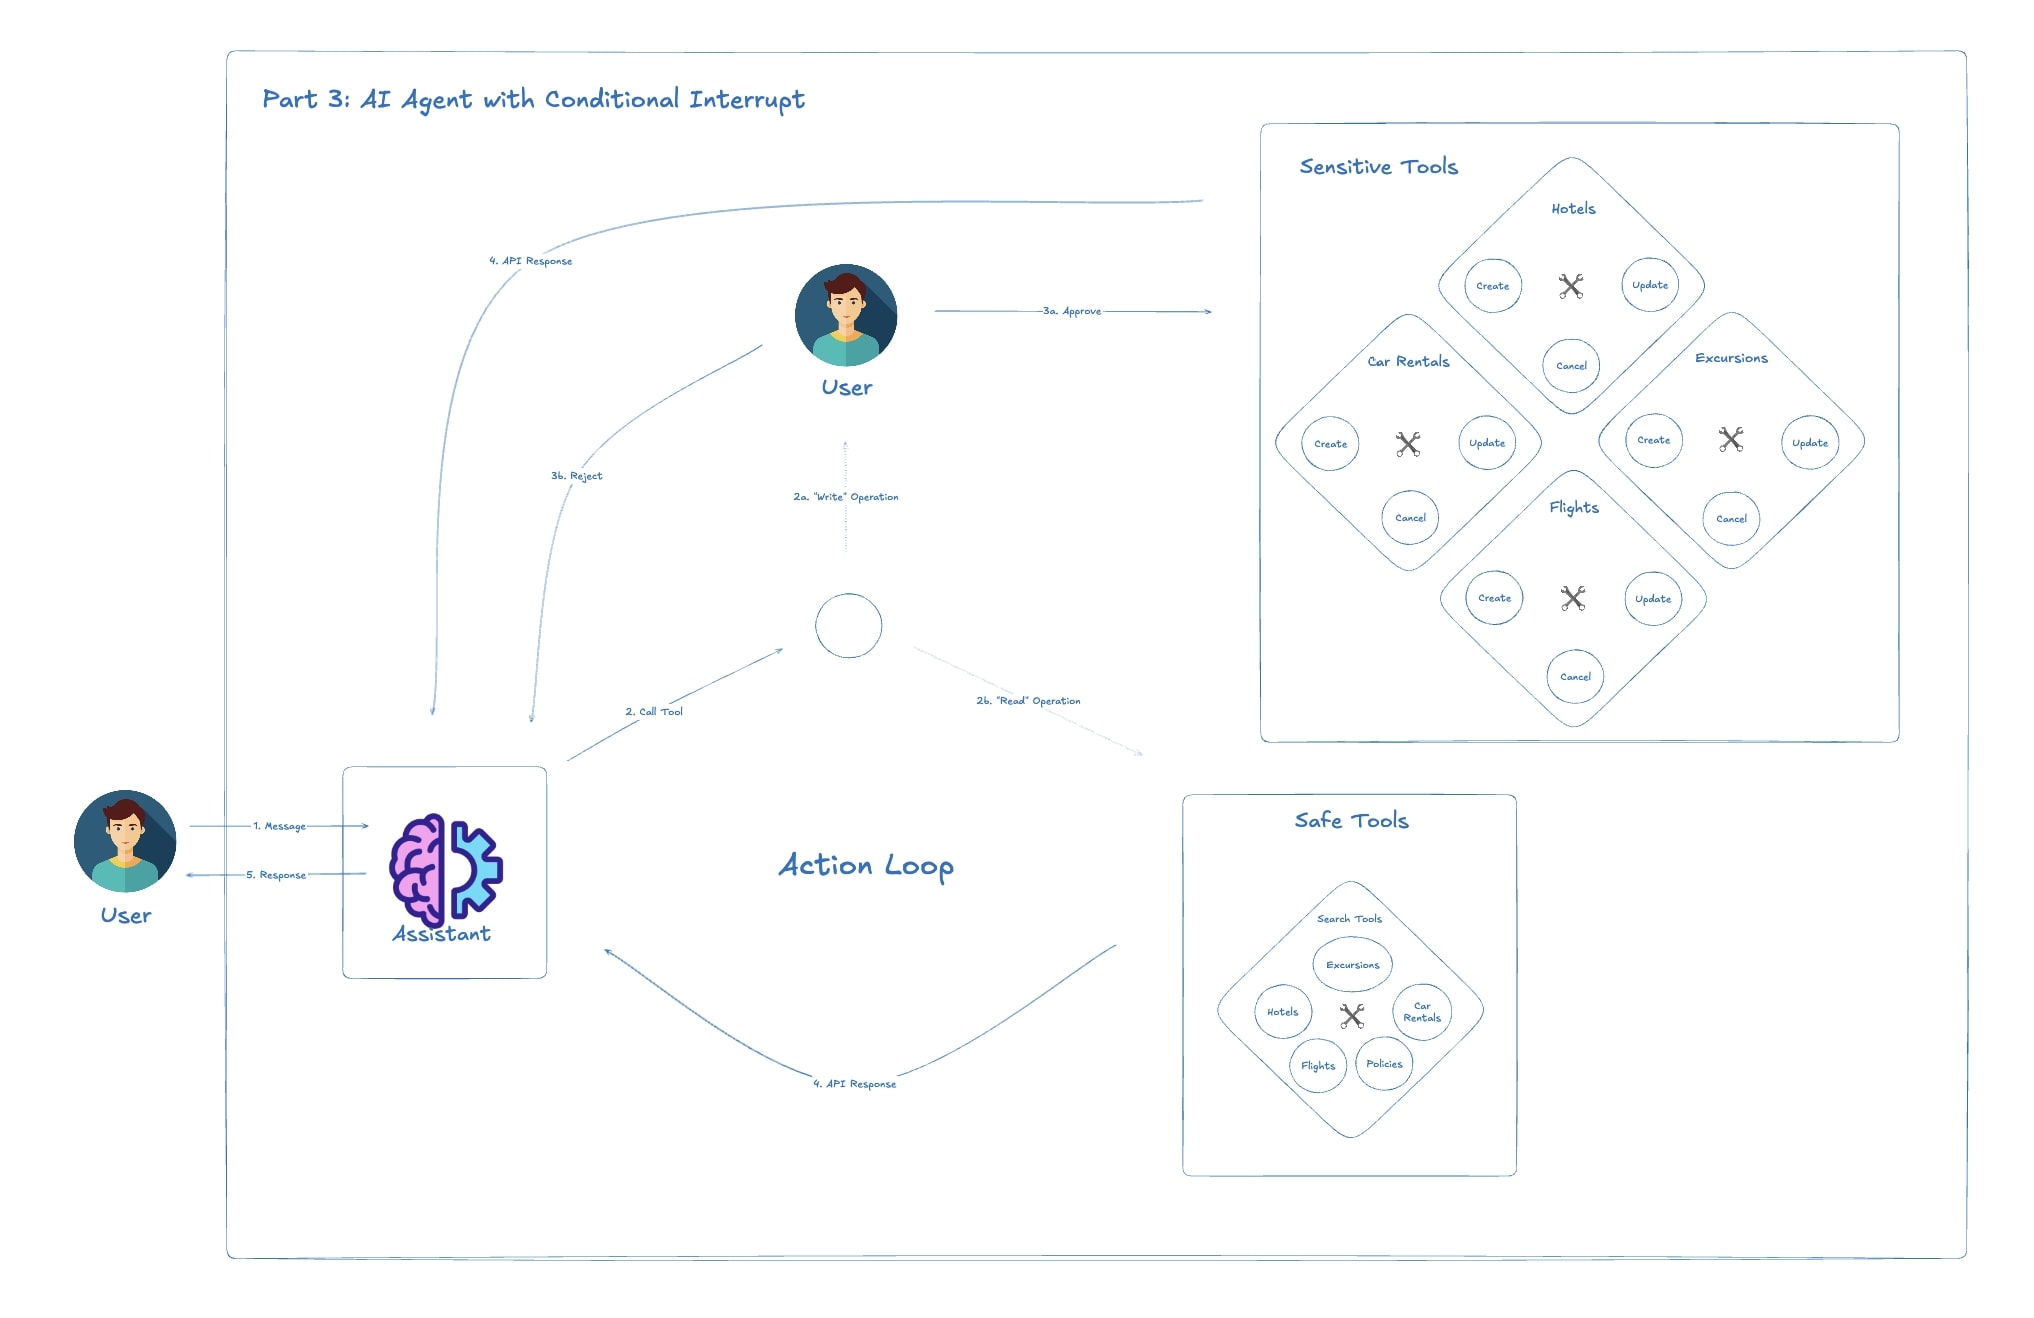 Part 3: AI Agent with Conditional Interrupt
Sensitive Tools
Hotels
Create
Update
Cancel
Car Rentals
Create
Update
Cancel
Excursions
Create
Update
Cancel
Flights
Create
Update
Cancel
4. API Response
User
3a. Approve
3b. Reject
2a. "Write" Operation
2. Call Tool
2b. "Read" Operation
User
1. Message
5. Response
Assistant
Action Loop
4. API Response
Safe Tools
Search Tools
Excursions
Hotels
Car
Rentals
Flights
Policies